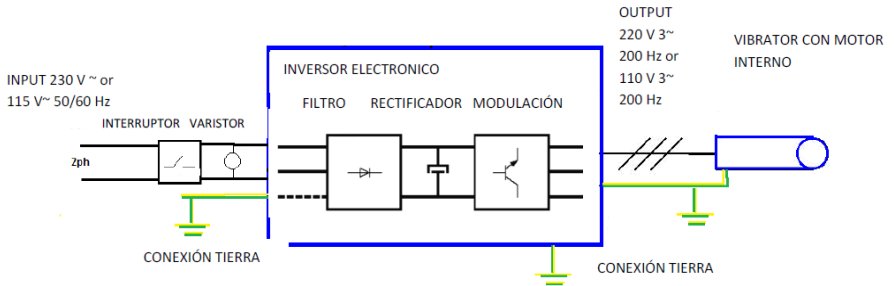 OUTPUT
220 V 3~
200 Hz or
110 V 3~
200 Hz
VIBRATOR CON MOTOR
INTERNO
INPUT 230 V ~ or
115 V~ 50/60 Hz
INVERSOR ELECTRONICO
FILTRO RECTIFICADOR MODULACIÓN
INTERRUPTOR VARISTOR
2ph
CONEXIÓN TIERRA
CONEXIÓN TIERRA